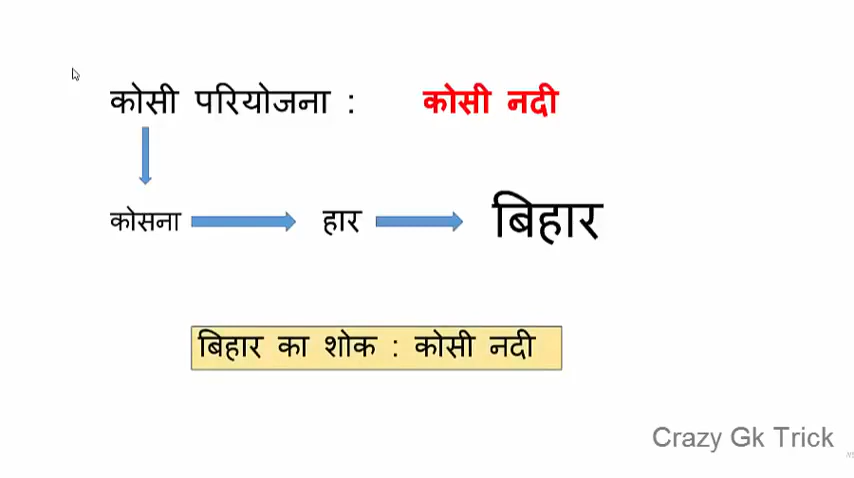 कोसी परियोजना : कोसी नदी
कोसना हार बिहार
बिहार का शोक : कोसी नदी
Crazy Gk Trick